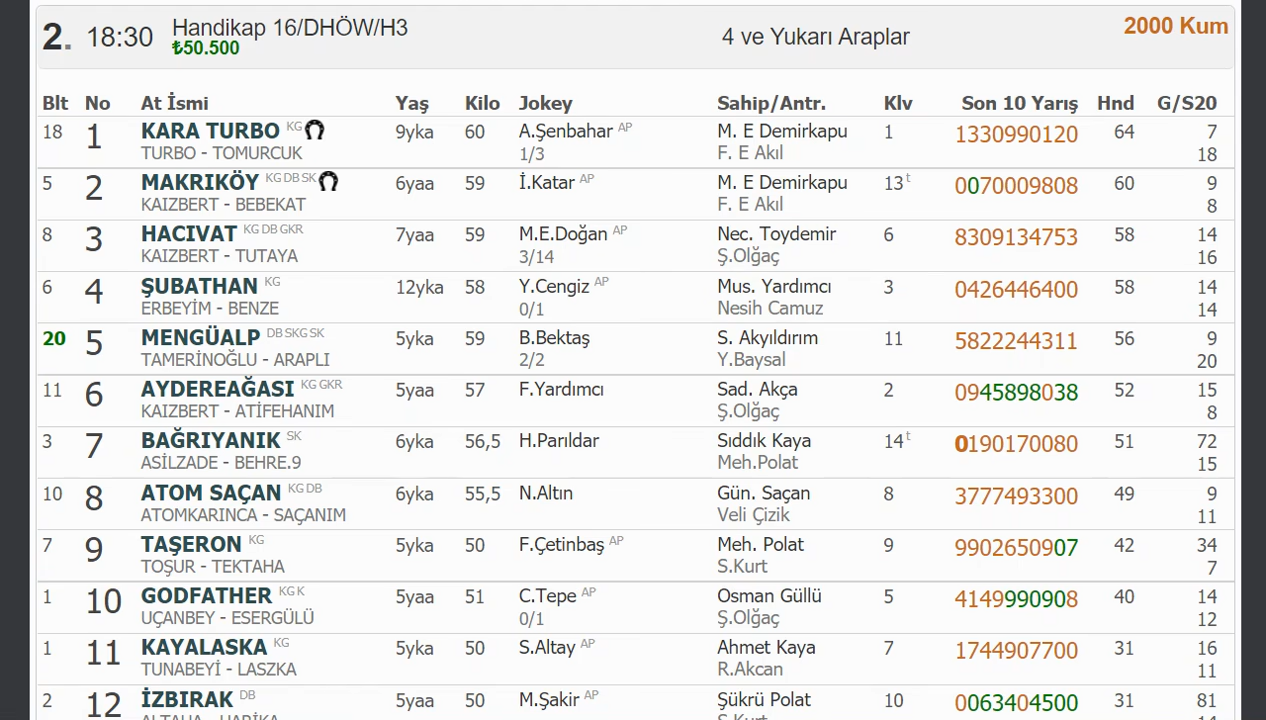 2. 18:30 Handikap 16/DHÖW/H3 4 ve Yukarı Araplar 2000 Kum
₺50.500
Blt No At İsmi Yaş Kilo Jokey Sahip/Antr. Klv Son 10 Yarış Hnd G/S20
18 1 KARA TURBO KG 9yka 60 A.Şenbahar AP M. E Demirkapu 1 1330990120 64 7
TURBO - TOMURCUK 1/3 F. E Akıl 18
5 2 MAKRIKÖY KG DB SK 6yaa 59 İ.Katar AP M. E Demirkapu 13 t 0070009808 60 9
KAIZBERT - BEBEKAT F. E Akıl 8
8 3 HACIVAT KG DB GKR 7yaa 59 M.E.Doğan AP Nec. Toydemir 6 8309134753 58 14
KAIZBERT - TUTAYA 3/14 Ş.Olğaç 16
6 4 ŞUBATHAN KG 12yka 58 Y.Cengiz AP Mus. Yardımcı 3 0426446400 58 14
ERBEYİM - BENZE 0/1 Nesih Camuz 14
20 5 MENGÜALP DB SKG SK 5yka 59 B.Bektaş S. Akyıldırım 11 5822244311 56 9
TAMERİNOĞLU - ARAPLI 2/2 Y.Baysal 20
11 6 AYDEREAĞASI KG GKR 5yaa 57 F.Yardımcı Sad. Akça 2 0945898038 52 15
KAIZBERT - ATİFEHANIM Ş.Olğaç 8
3 7 BAĞRIYANIK SK 6yka 56,5 H.Parıldar Sıddık Kaya 14 t 0190170080 51 72
ASİLZADE - BEHRE.9 Meh.Polat 15
10 8 ATOM SAÇAN KG DB 6yka 55,5 N.Altın Gün. Saçan 8 3777493300 49 9
ATOMKARINCA - SAÇANIM Veli Çizik 11
7 9 TAŞERON KG 5yka 50 F.Çetinbaş AP Meh. Polat 9 9902650907 42 34
TOŞUR - TEKTAHA S.Kurt 7
1 10 GODFATHER KG K 5yaa 51 C.Tepe AP Osman Güllü 5 4149990908 40 14
UÇANBEY - ESERGÜLÜ 0/1 Ş.Olğaç 12
1 11 KAYALASKA KG 5yaa 50 S.Altay AP Ahmet Kaya 7 1744907700 31 16
TUNABEYİ - LASZKA R.Akcan 11
2 12 İZBIRAK DB 5yaa 50 M.Şakir AP Şükrü Polat 10 0063404500 31 81